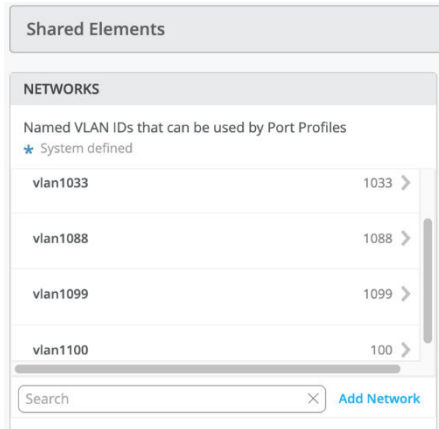 Shared Elements
NETWORKS
Named VLAN IDs that can be used by Port Profiles
* System defined
vlan1033 1033
vlan1088 1088
vlan1099 1099
vlan1100 100
Search Add Network